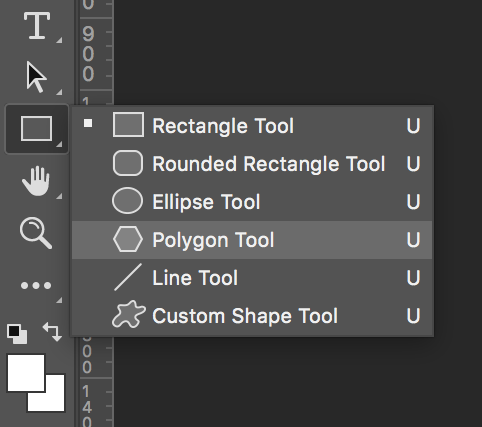 T
9
0
0
1
Rectangle Tool U
Rounded Rectangle Tool U
Ellipse Tool U
Polygon Tool U
Line Tool U
Custom Shape Tool U
0
0
1
4
0